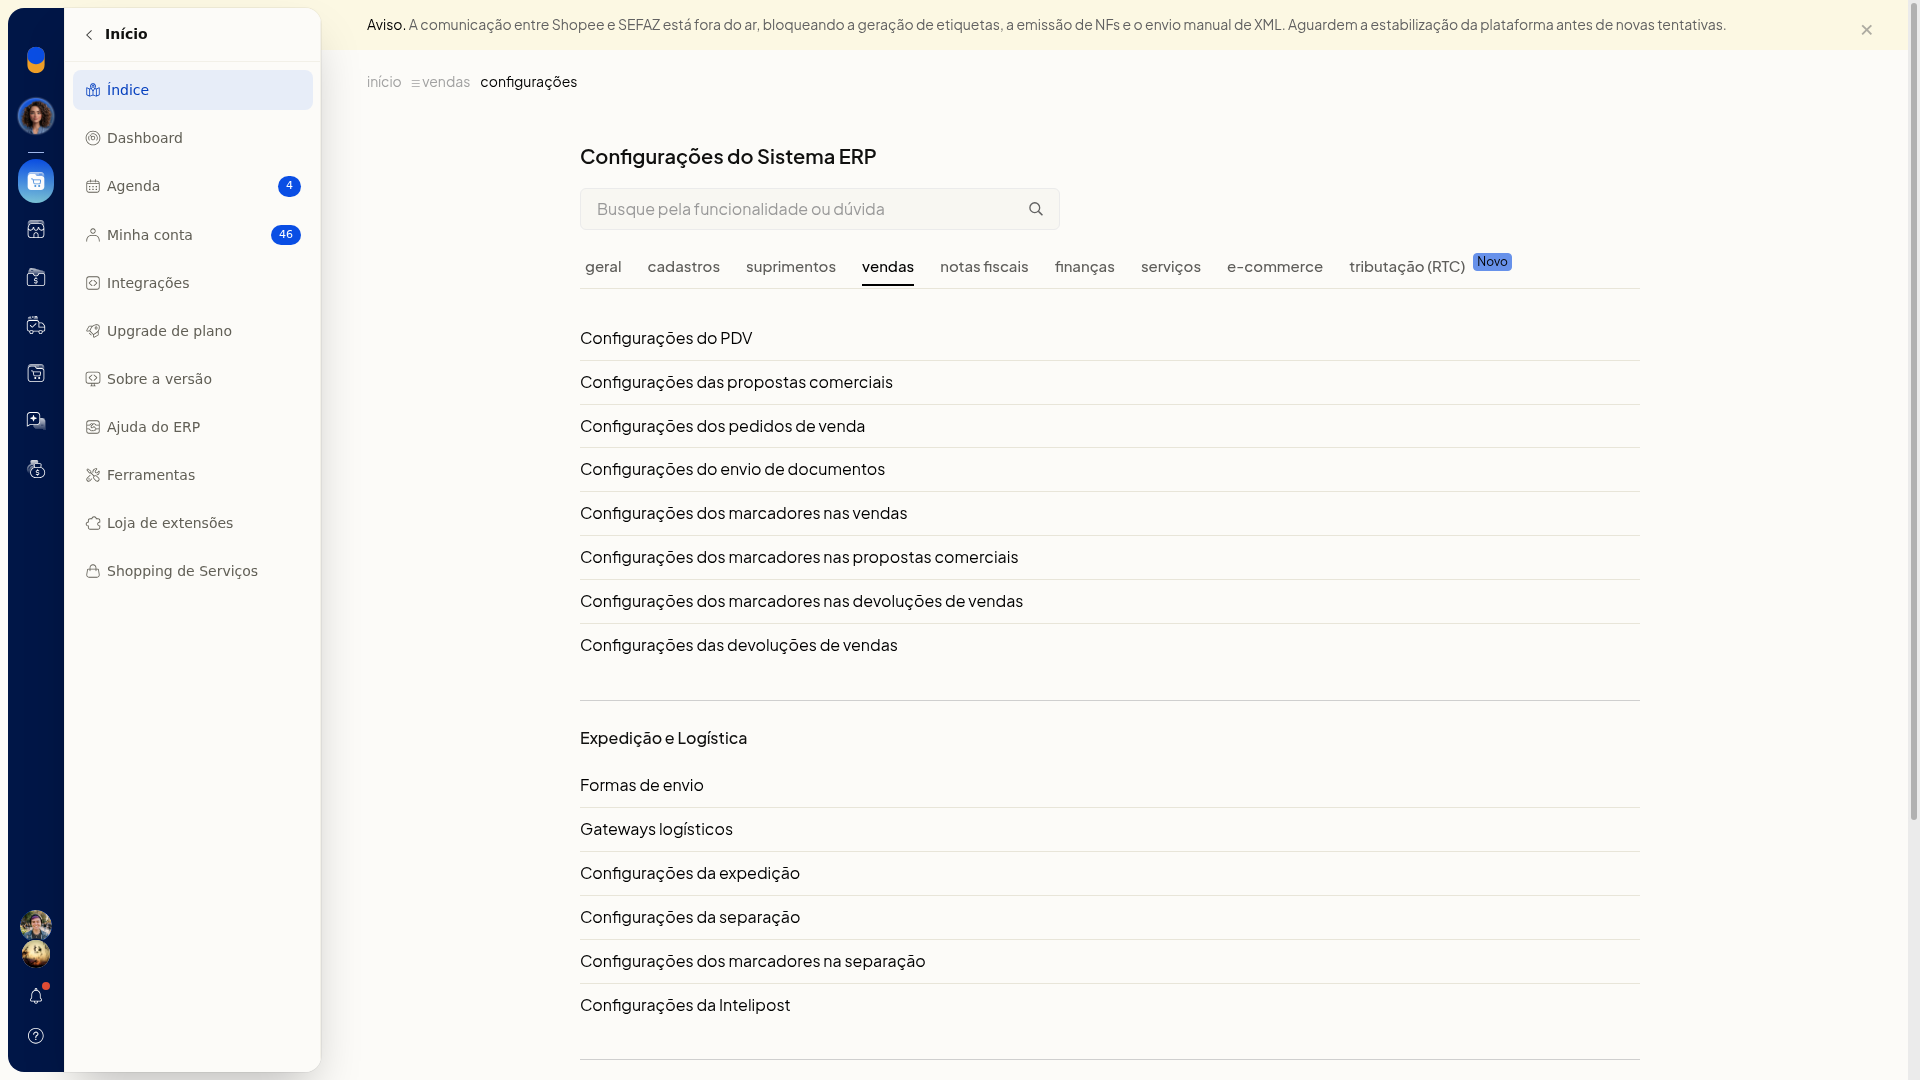 Início
Índice
Dashboard
Agenda
4
Minha conta
46
Integrações
Upgrade de plano
Sobre a versão
Ajuda do ERP
Ferramentas
Loja de extensões
Shopping de Serviços
Aviso. A comunicação entre Shopee e SEFAZ está fora do ar, bloqueando a geração de etiquetas, a emissão de NFs e o envio manual de XML. Aguardem a estabilização da plataforma antes de novas tentativas.
início vendas configurações
Configurações do Sistema ERP
Busque pela funcionalidade ou dúvida
geral cadastros suprimentos vendas notas fiscais finanças serviços e-commerce tributação (RTC) Novo
Configurações do PDV
Configurações das propostas comerciais
Configurações dos pedidos de venda
Configurações do envio de documentos
Configurações dos marcadores nas vendas
Configurações dos marcadores nas propostas comerciais
Configurações dos marcadores nas devoluções de vendas
Configurações das devoluções de vendas
Expedição e Logística
Formas de envio
Gateways logísticos
Configurações da expedição
Configurações da separação
Configurações dos marcadores na separação
Configurações da Intelipost